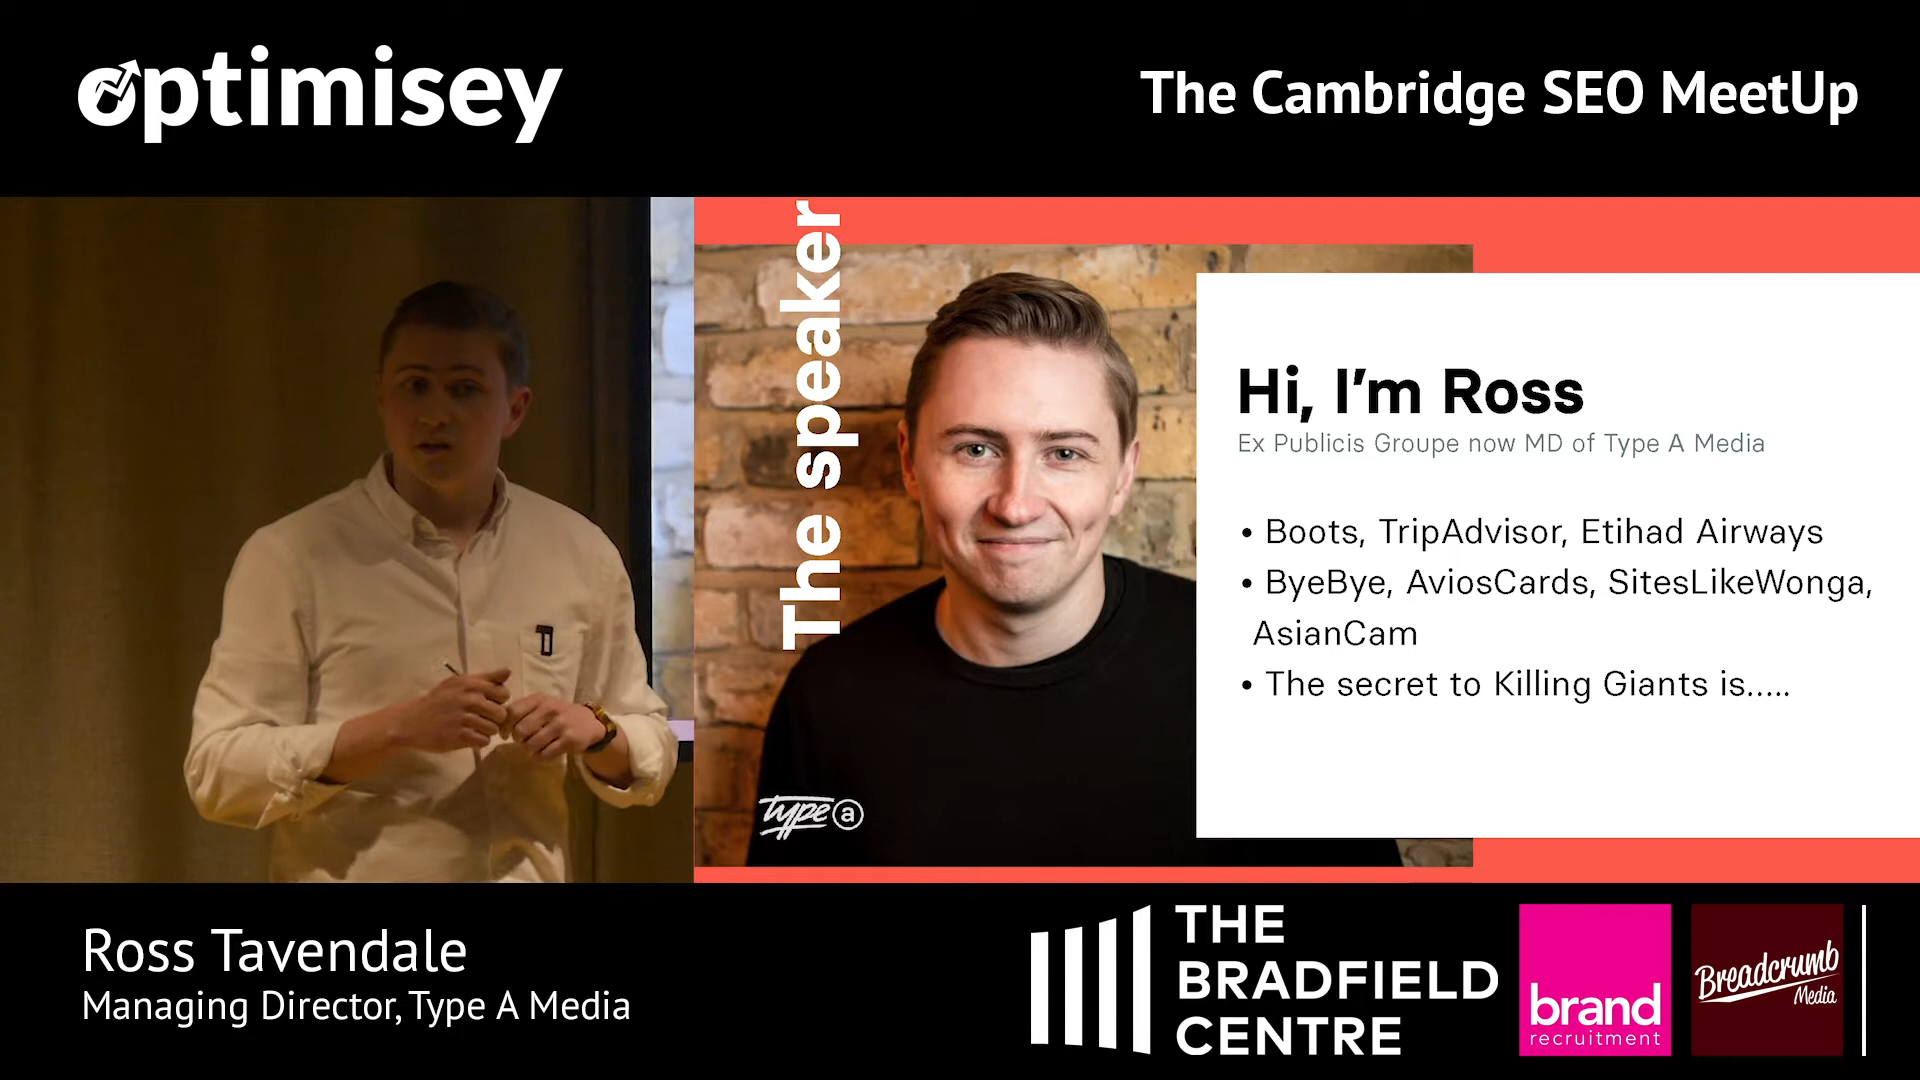 optimisey
The Cambridge SEO MeetUp
The speaker
Hi, I'm Ross
Ex Publicis Groupe now MD of Type A Media
• Boots, TripAdvisor, Etihad Airways
• ByeBye, AviosCards, SitesLikeWonga,
AsianCam
• The secret to Killing Giants is.....
type a
Ross Tavendale
Managing Director, Type A Media
THE
BRADFIELD
CENTRE
brand
recruitment
Breadcrumb
Media